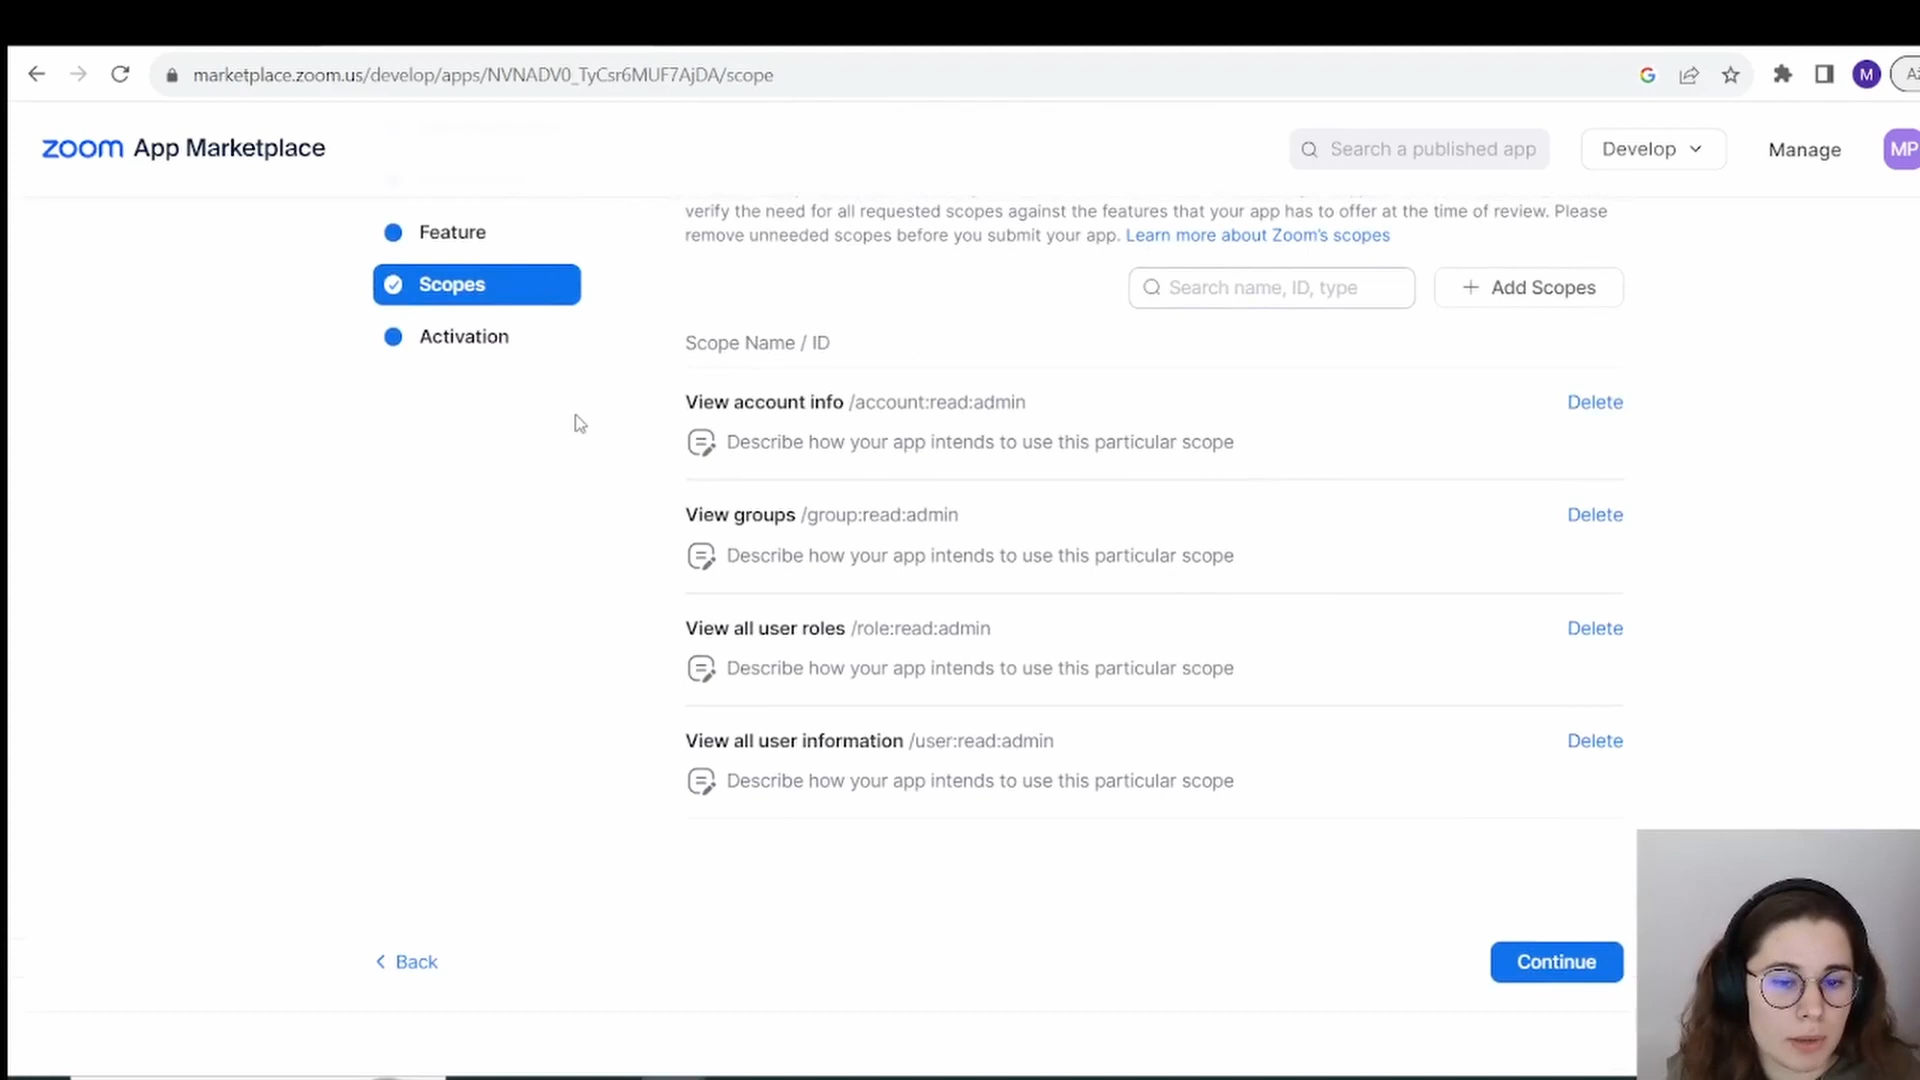 marketplace.zoom.us/develop/apps/NVNADV0_TyCsr6MUF7AjDA/scope
M
zoom App Marketplace
Search a published app
Develop
Manage
MP
verify the need for all requested scopes against the features that your app has to offer at the time of review. Please
remove unneeded scopes before you submit your app. Learn more about Zoom's scopes
Feature
Scopes
Activation
Search name, ID, type
+ Add Scopes
Scope Name / ID
View account info /account:read:admin
Delete
Describe how your app intends to use this particular scope
View groups /group:read:admin
Delete
Describe how your app intends to use this particular scope
View all user roles /role:read:admin
Delete
Describe how your app intends to use this particular scope
View all user information /user:read:admin
Delete
Describe how your app intends to use this particular scope
< Back
Continue